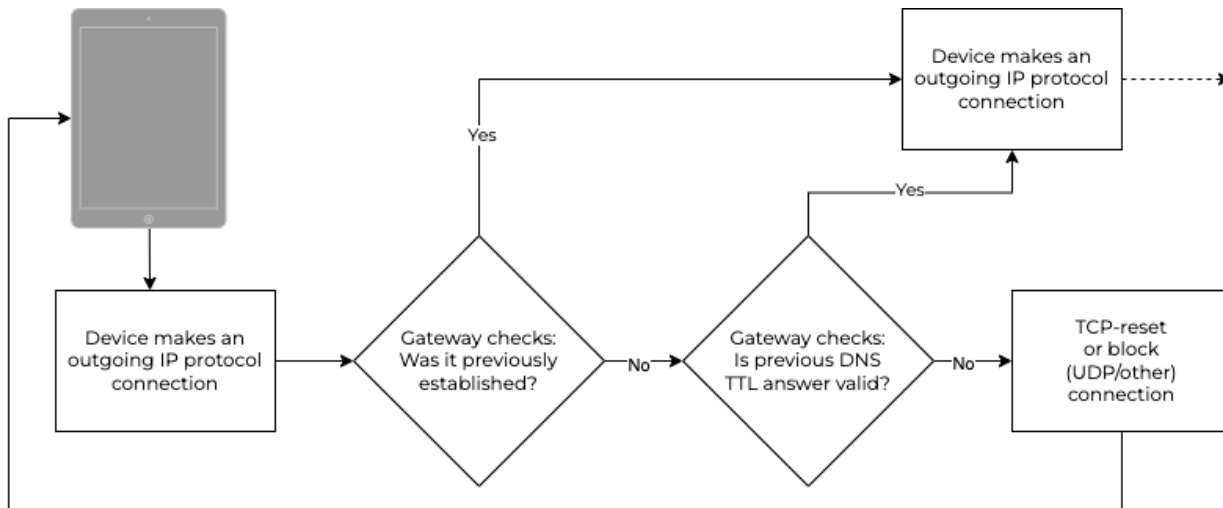 Device makes an
outgoing IP protocol
connection
Yes
Yes
Device makes an
outgoing IP protocol
connection
Gateway checks:
Was it previously
established?
No
Gateway checks:
Is previous DNS
TTL answer valid?
No
TCP-reset
or block
(UDP/other)
connection